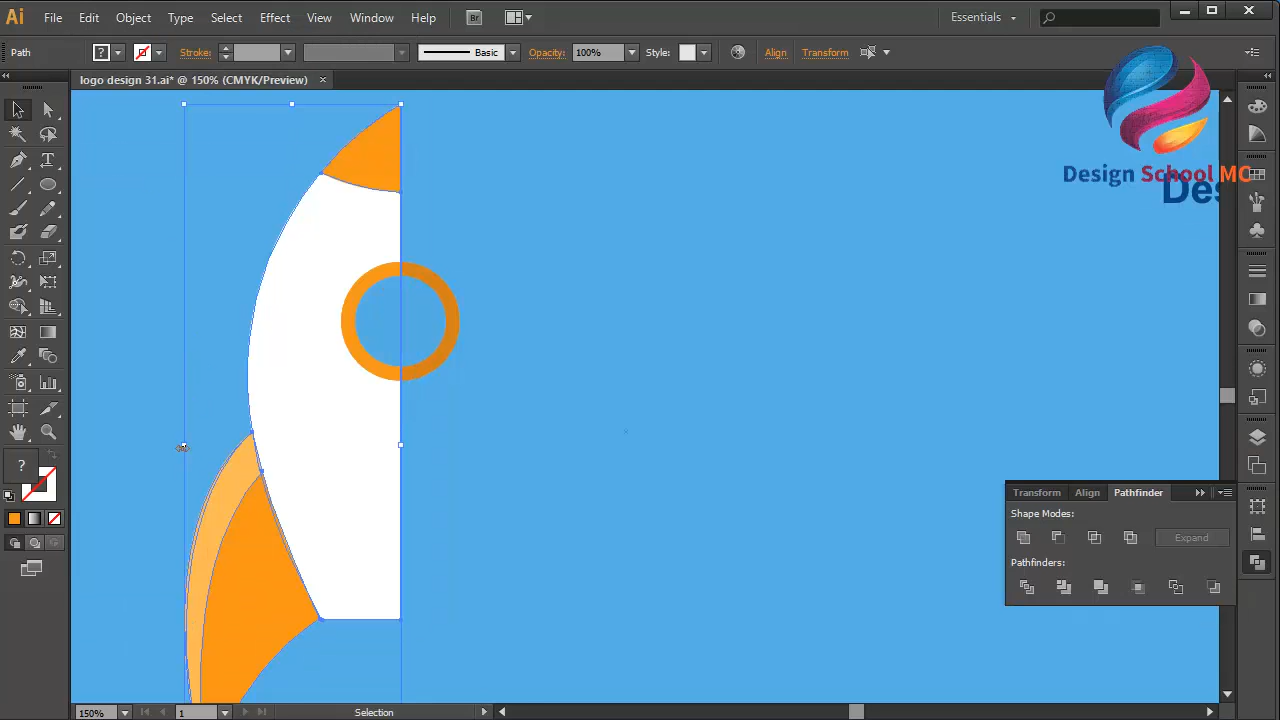 Ai File Edit Object Type Select Effect View Window Help Br Essentials
Path ? Stroke: Basic Opacity: 100% Style: Align Transform
logo design 31.ai* @ 150% (CMYK/Preview) ×
Design School MC
Des
?
Transform Align Pathfinder
Shape Modes:
Expand
Pathfinders:
150% 1 Selection